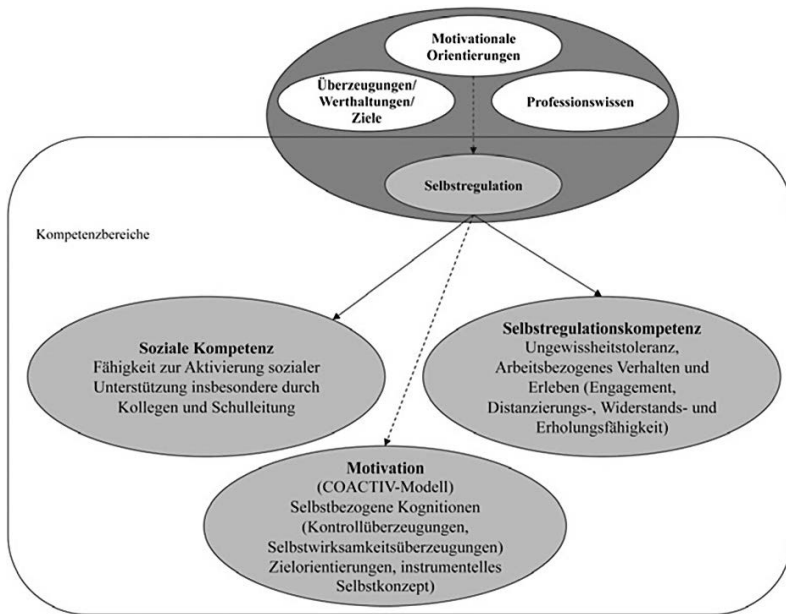 Motivationale
Orientierungen
Überzeugungen/
Werthaltungen/
Ziele
Professionswissen
Selbstregulation
Kompetenzbereiche
Soziale Kompetenz
Fähigkeit zur Aktivierung sozialer
Unterstützung insbesondere durch
Kollegen und Schulleitung
Selbstregulationskompetenz
Ungewissheitstoleranz,
Arbeitsbezogenes Verhalten und
Erleben (Engagement,
Distanzierungs-, Widerstands- und
Erholungsfähigkeit)
Motivation
(COACTIV-Modell)
Selbstbezogene Kognitionen
(Kontrollüberzeugungen,
Selbstwirksamkeitsüberzeugungen)
Zielorientierungen, instrumentelles
Selbstkonzept)